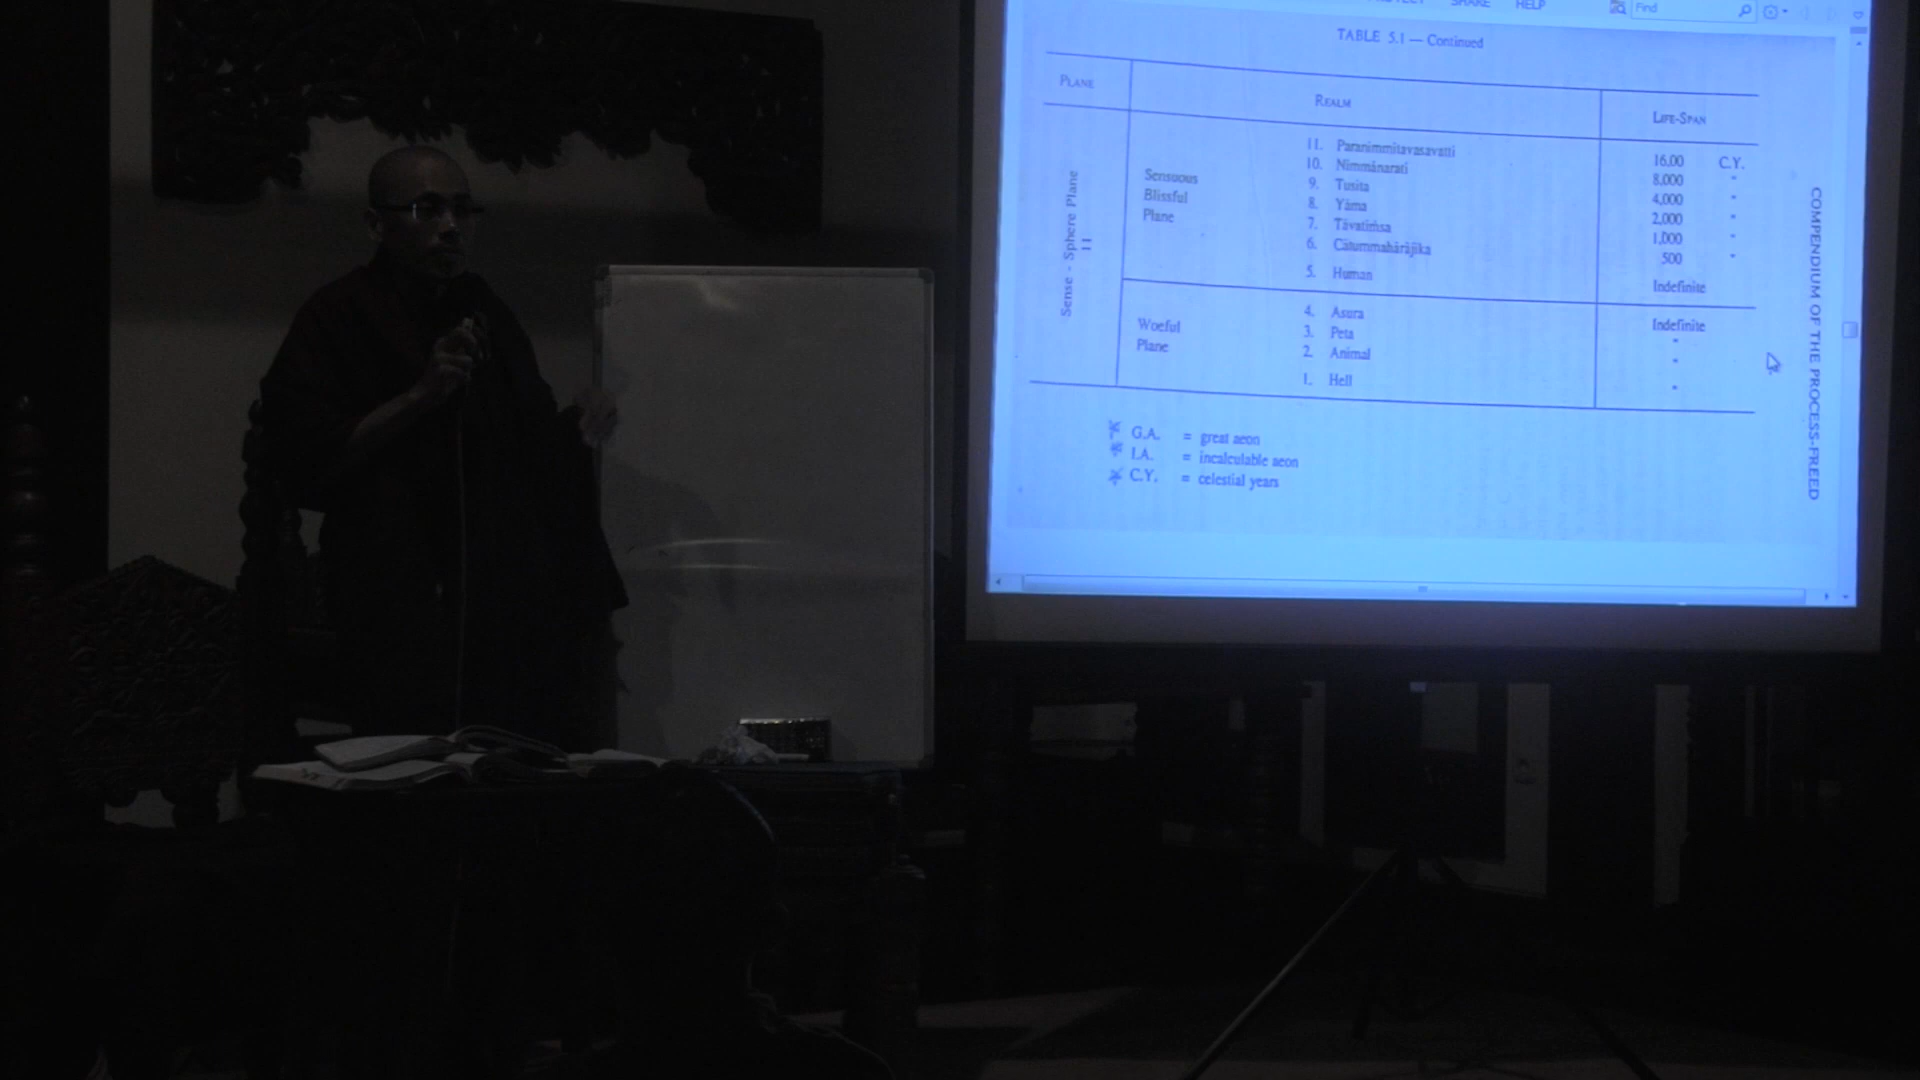 SHARE HELP Find
TABLE 5.1 — Continued
PLANE REALM LIFE-SPAN
Sense - Sphere Plane
11
Sensuous
Blissful
Plane
11. Paranimmitavasavatti 16,00 C.Y.
10. Nimmānarati 8,000 "
9. Tusita 4,000 "
8. Yāma 2,000 "
7. Tāvatiṁsa 1,000 "
6. Cātummahārājika 500 "
5. Human Indefinite
Woeful
Plane
4. Asura Indefinite
3. Peta "
2. Animal "
1. Hell "
G.A. = great aeon
I.A. = incalculable aeon
C.Y. = celestial years
COMPENDIUM OF THE PROCESS-FREED